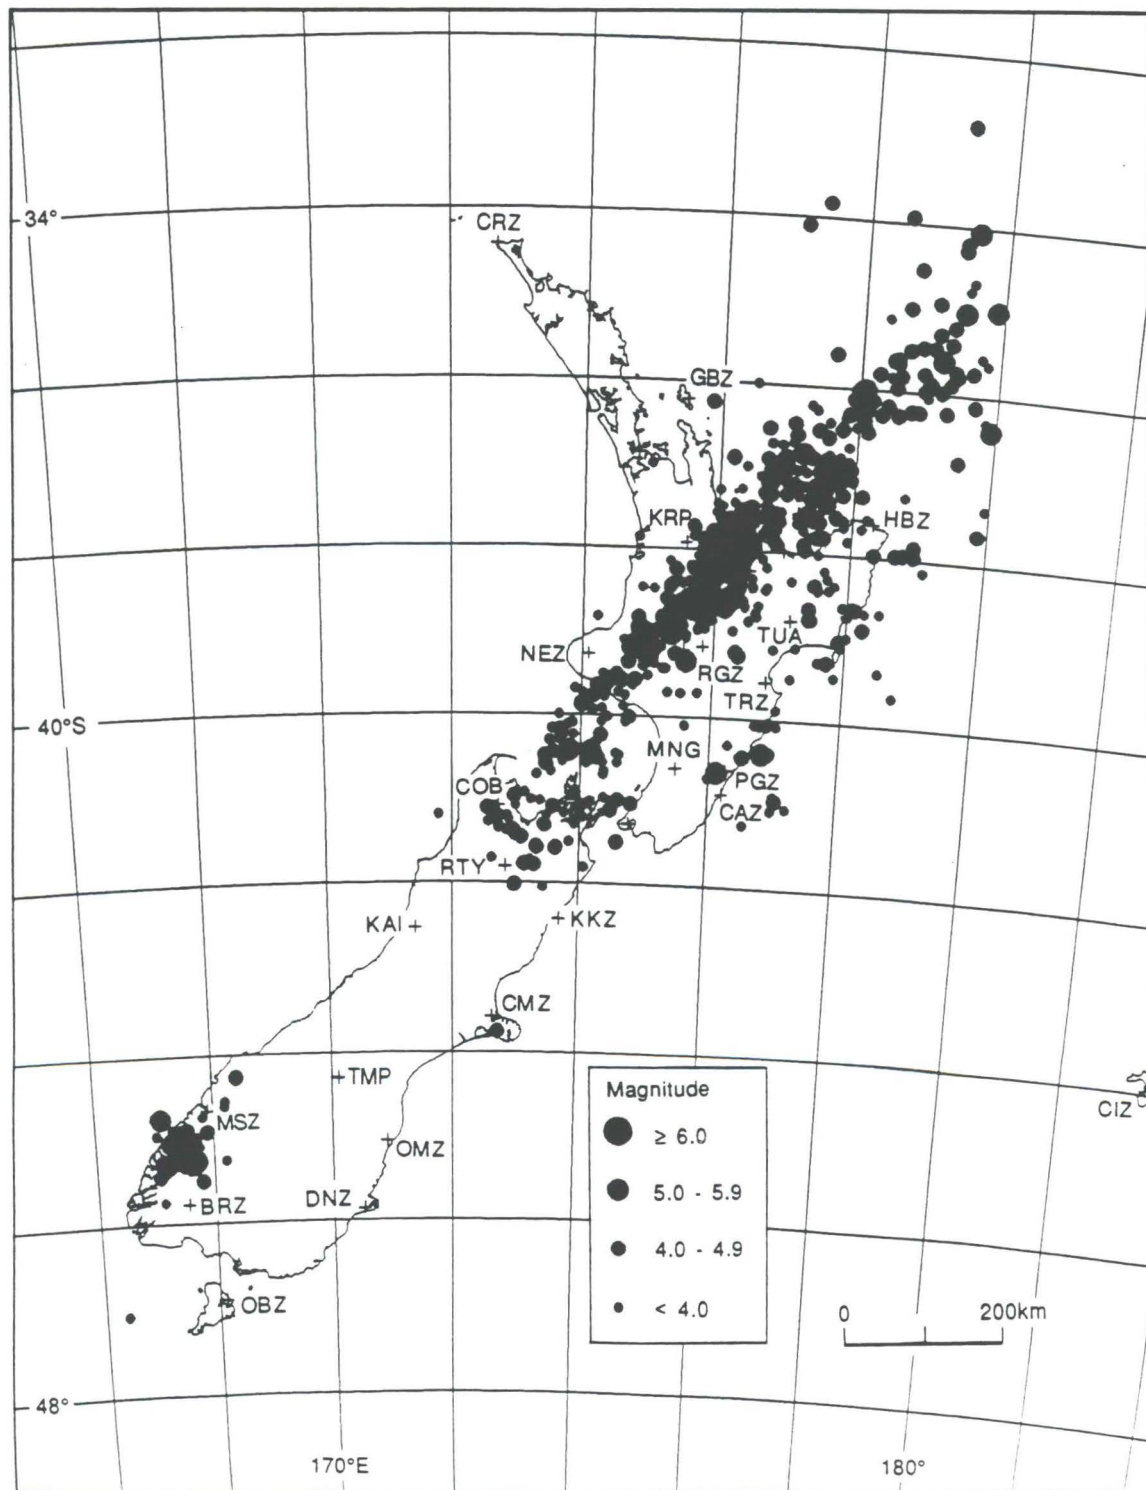 34°
CRZ
GBZ
KRP
HBZ
NEZ
TUA
RGZ
TRZ
40°S
MNG
COB
PGZ
CAZ
RTY
KAI
KKZ
CMZ
TMP
Magnitude
CIZ
MSZ
≥ 6.0
OMZ
5.0 - 5.9
DNZ
BRZ
4.0 - 4.9
OBZ
< 4.0
0 200km
48°
170°E
180°